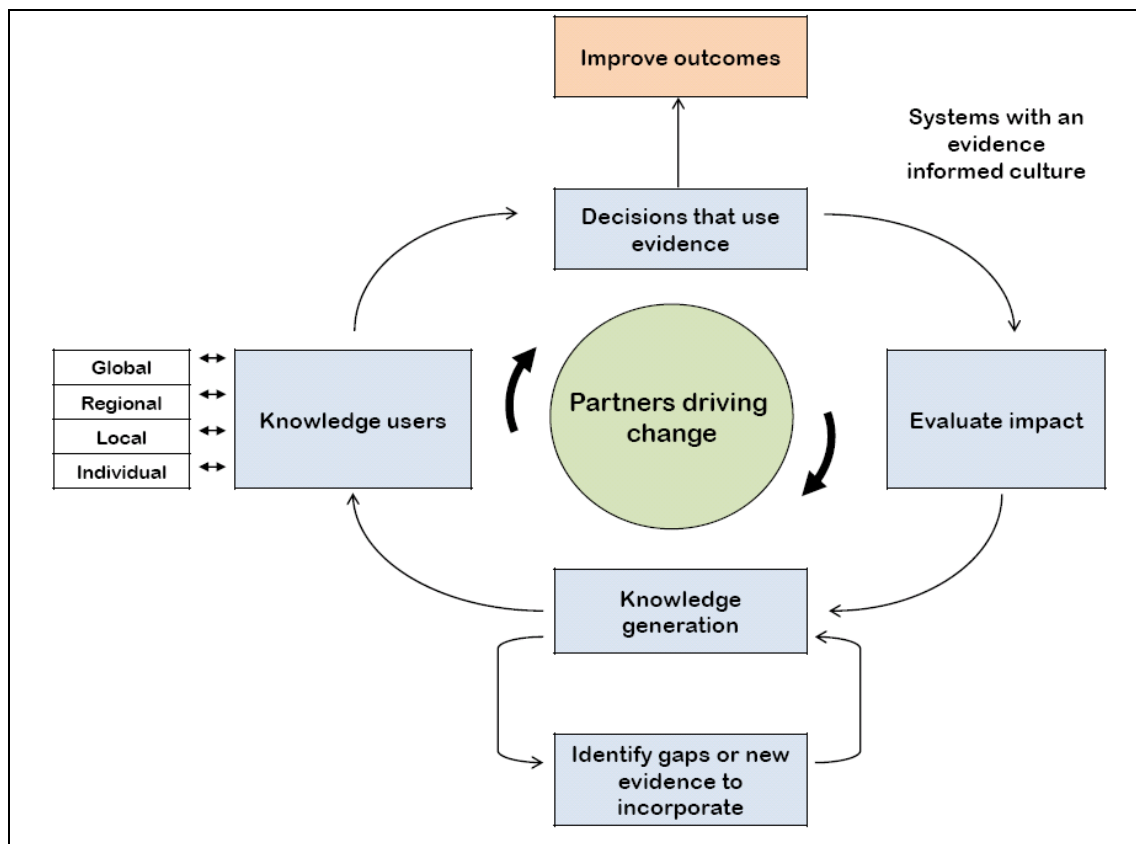 Improve outcomes
Systems with an
evidence
informed culture
Decisions that use
evidence
Global
Regional
Local
Individual
Knowledge users
Partners driving
change
Evaluate impact
Knowledge
generation
Identify gaps or new
evidence to
incorporate